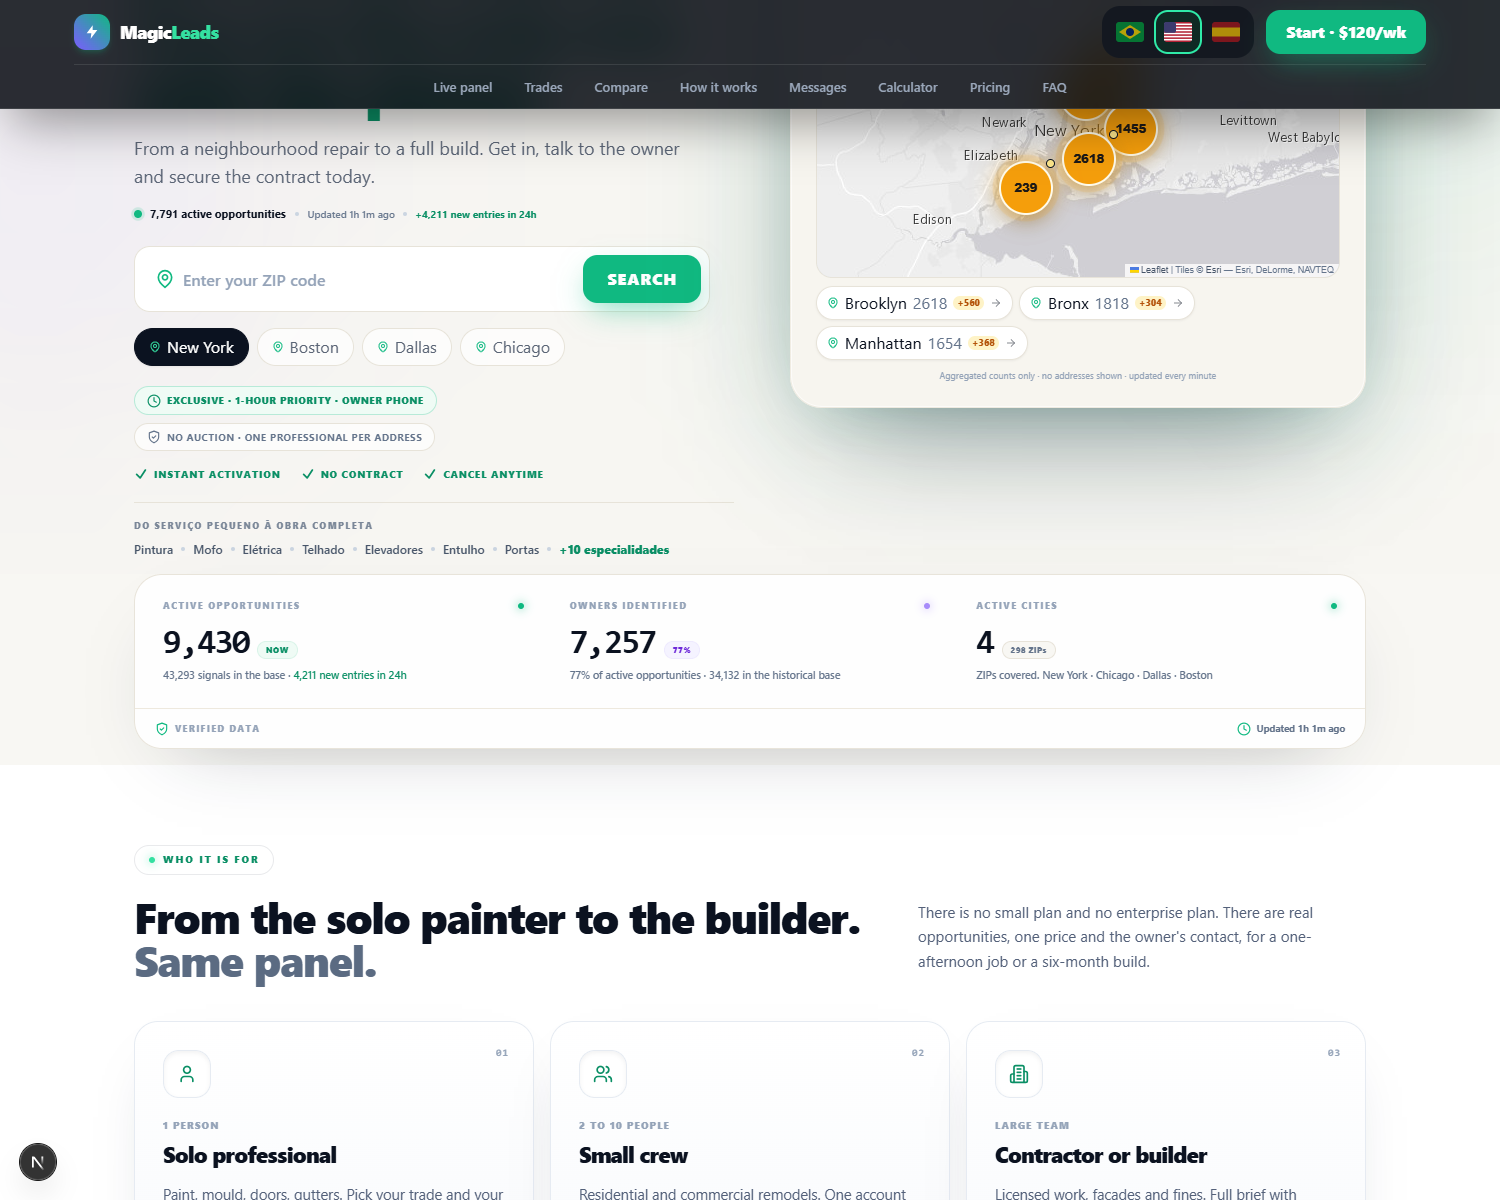 MagicLeads
Start · $120/wk
Live panel
Trades
Compare
How it works
Messages
Calculator
Pricing
FAQ
From a neighbourhood repair to a full build. Get in, talk to the owner
and secure the contract today.
7,791 active opportunities
Updated 1h 1m ago
+4,211 new entries in 24h
Enter your ZIP code
SEARCH
New York
Boston
Dallas
Chicago
EXCLUSIVE · 1-HOUR PRIORITY · OWNER PHONE
NO AUCTION · ONE PROFESSIONAL PER ADDRESS
INSTANT ACTIVATION
NO CONTRACT
CANCEL ANYTIME
DO SERVIÇO PEQUENO À OBRA COMPLETA
Pintura • Mofo • Elétrica • Telhado • Elevadores • Entulho • Portas • +10 especialidades
Newark
New York
1455
Levittown
West Babylo
Elizabeth
2618
239
Edison
Leaflet | Tiles © Esri — Esri, DeLorme, NAVTEQ
Brooklyn 2618 +560
Bronx 1818 +304
Manhattan 1654 +368
Aggregated counts only · no addresses shown · updated every minute
ACTIVE OPPORTUNITIES
9,430 NOW
43,293 signals in the base · 4,211 new entries in 24h
OWNERS IDENTIFIED
7,257 77%
77% of active opportunities · 34,132 in the historical base
ACTIVE CITIES
4 298 ZIPs
ZIPs covered. New York · Chicago · Dallas · Boston
VERIFIED DATA
Updated 1h 1m ago
WHO IT IS FOR
From the solo painter to the builder.
Same panel.
There is no small plan and no enterprise plan. There are real
opportunities, one price and the owner's contact, for a one-
afternoon job or a six-month build.
01
1 PERSON
Solo professional
Paint, mould, doors, gutters. Pick your trade and your
02
2 TO 10 PEOPLE
Small crew
Residential and commercial remodels. One account
03
LARGE TEAM
Contractor or builder
Licensed work, facades and fines. Full brief with
N